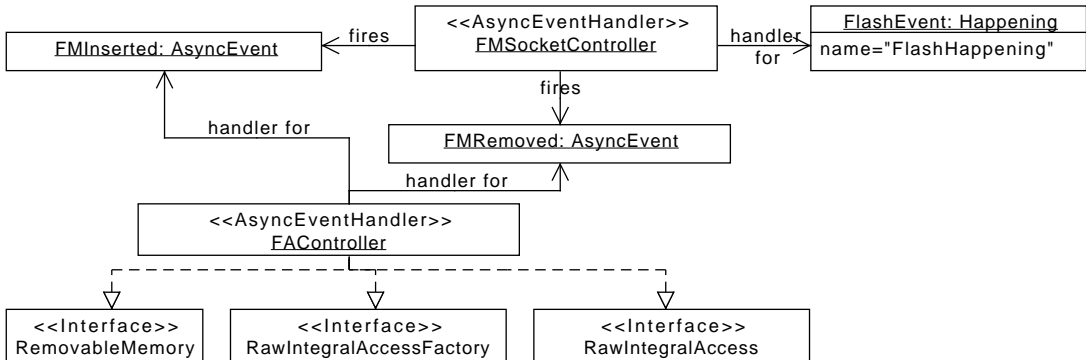 <<AsyncEventHandler>>
FMSocketController
FlashEvent: Happening
name="FlashHappening"
FMInserted: AsyncEvent
fires
handler
for
fires
handler for
FMRemoved: AsyncEvent
handler for
<<AsyncEventHandler>>
FAController
<<Interface>>
RemovableMemory
<<Interface>>
RawIntegralAccessFactory
<<Interface>>
RawIntegralAccess